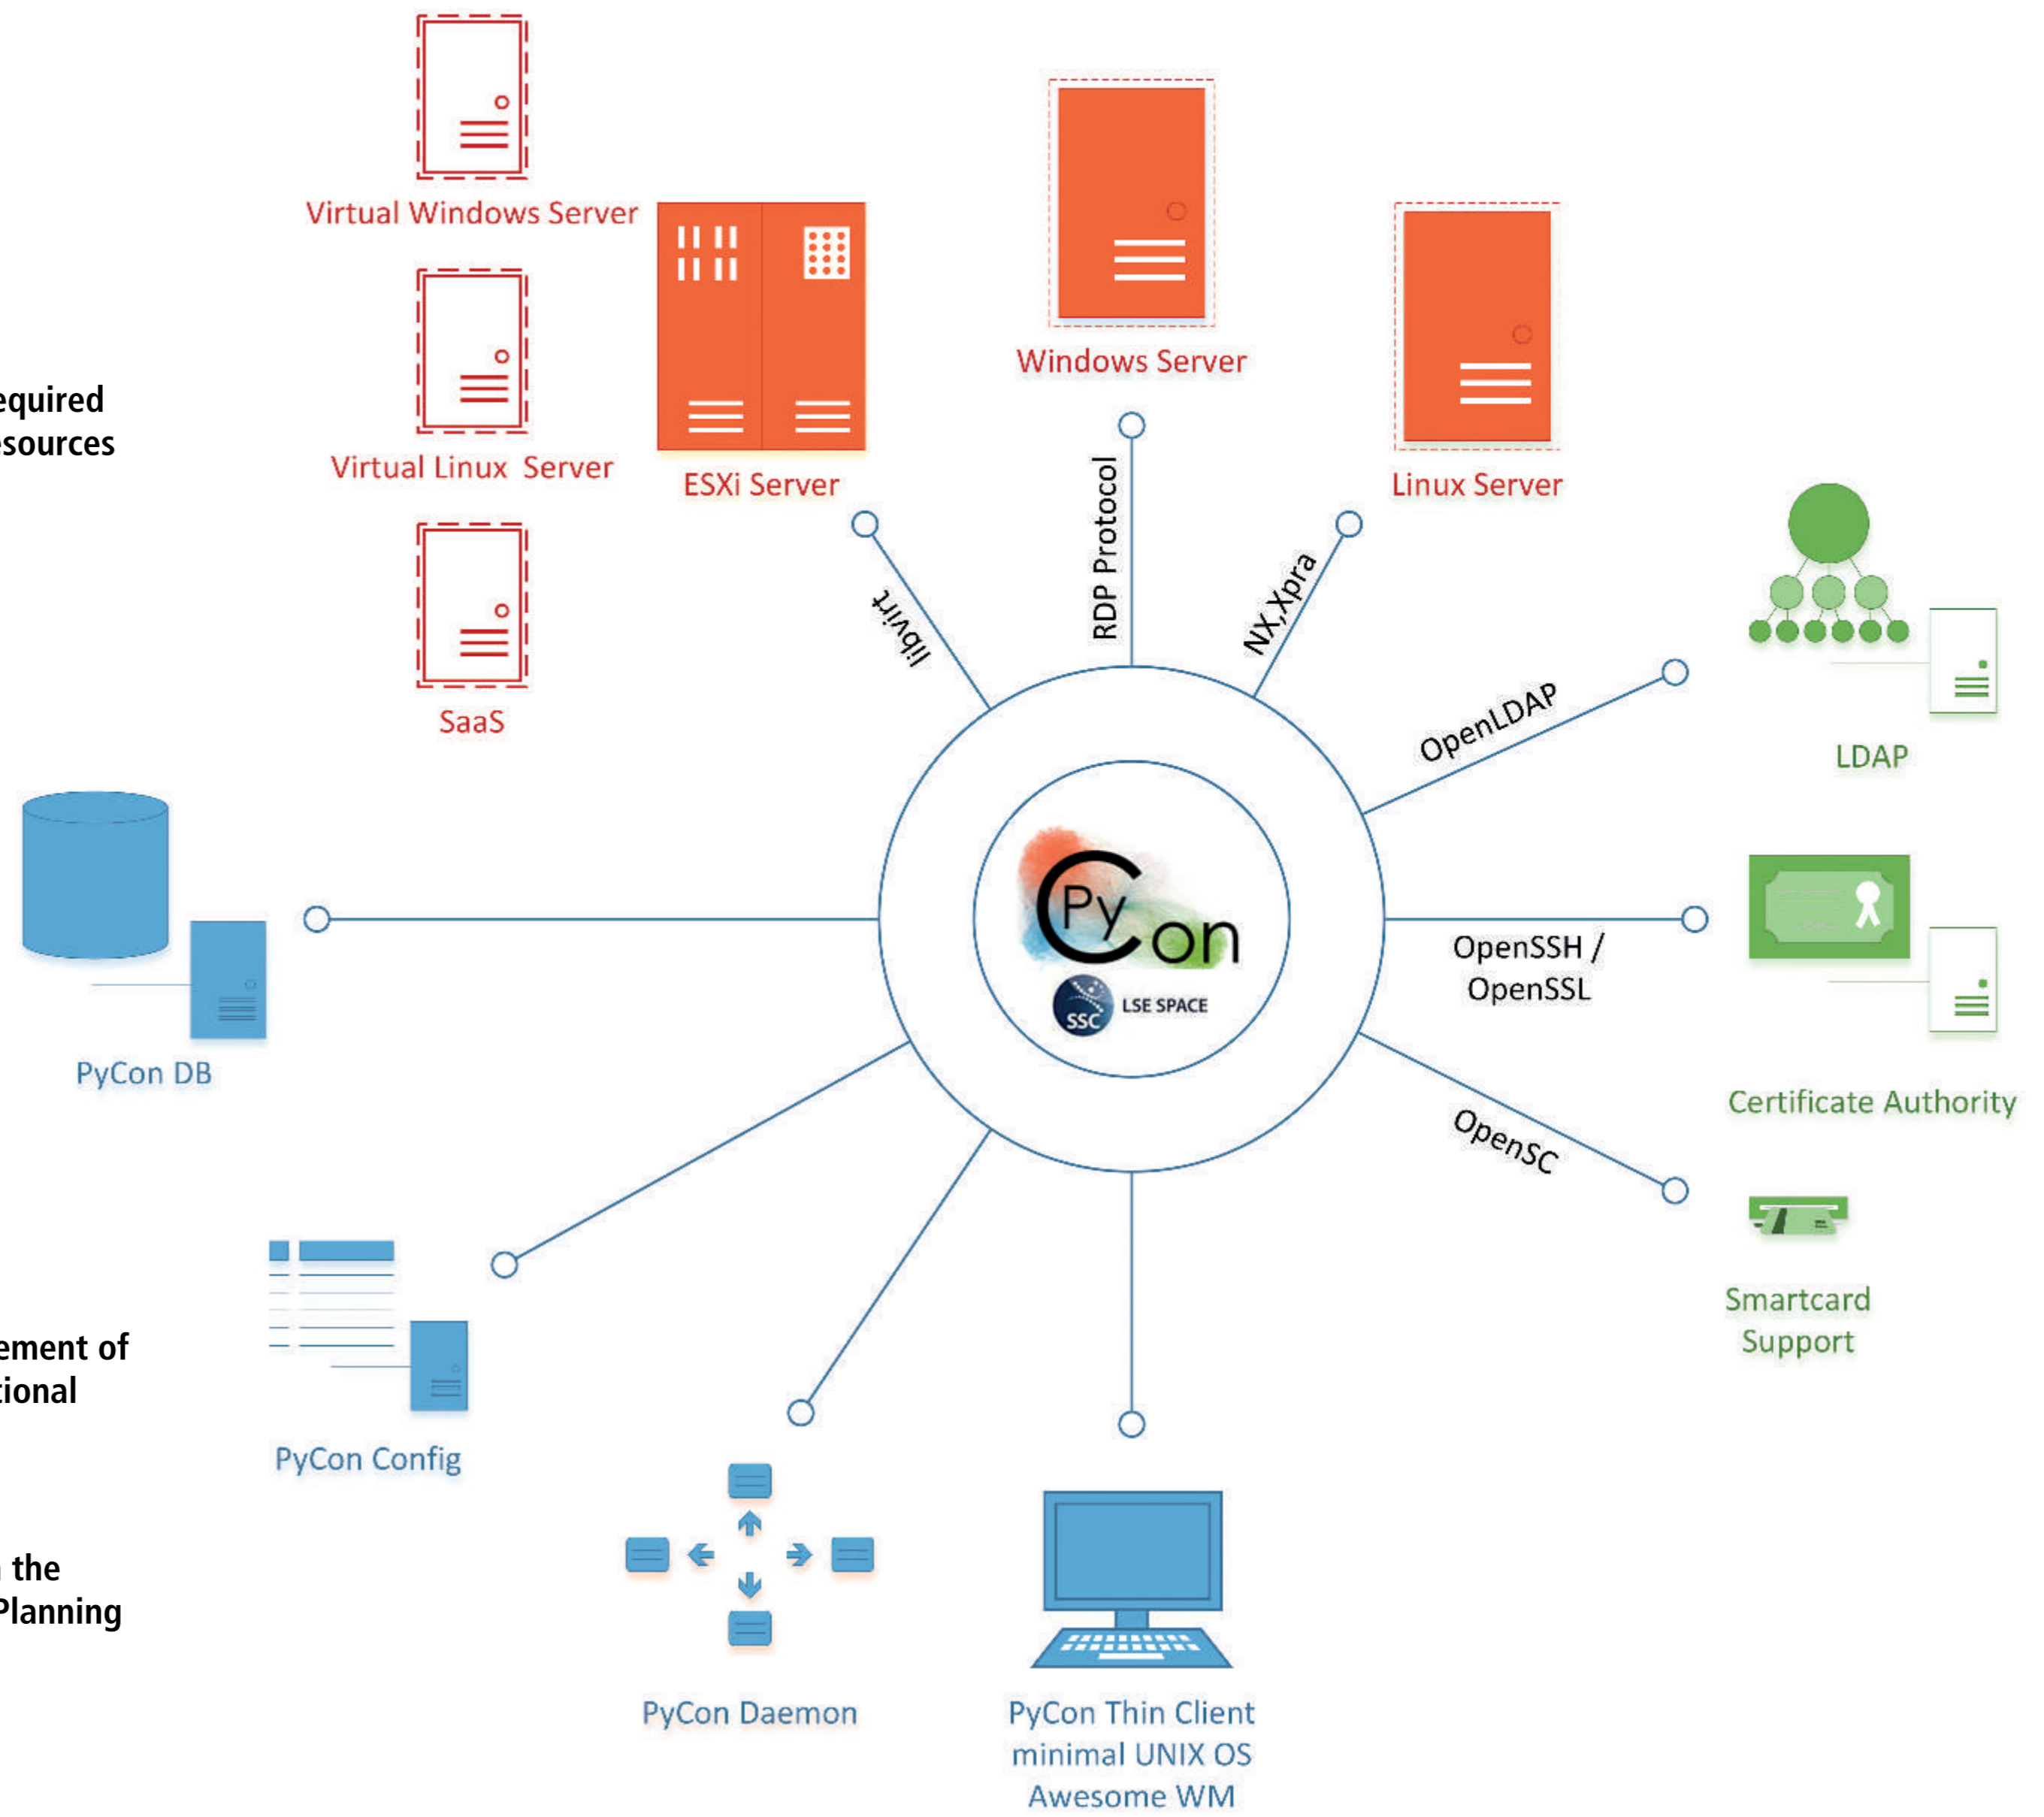 Virtual Windows Server
Windows Server
equired
esources
Virtual Linux  Server
ESXi Server
Linux Server
RDP Protocol
libvirt
NX,Xpra
SaaS
OpenLDAP
LDAP
Py
Con
SSC
LSE SPACE
OpenSSH /
OpenSSL
PyCon DB
Certificate Authority
OpenSC
Smartcard
Support
ement of
tional
PyCon Config
n the
Planning
PyCon Daemon
PyCon Thin Client
minimal UNIX OS
Awesome WM